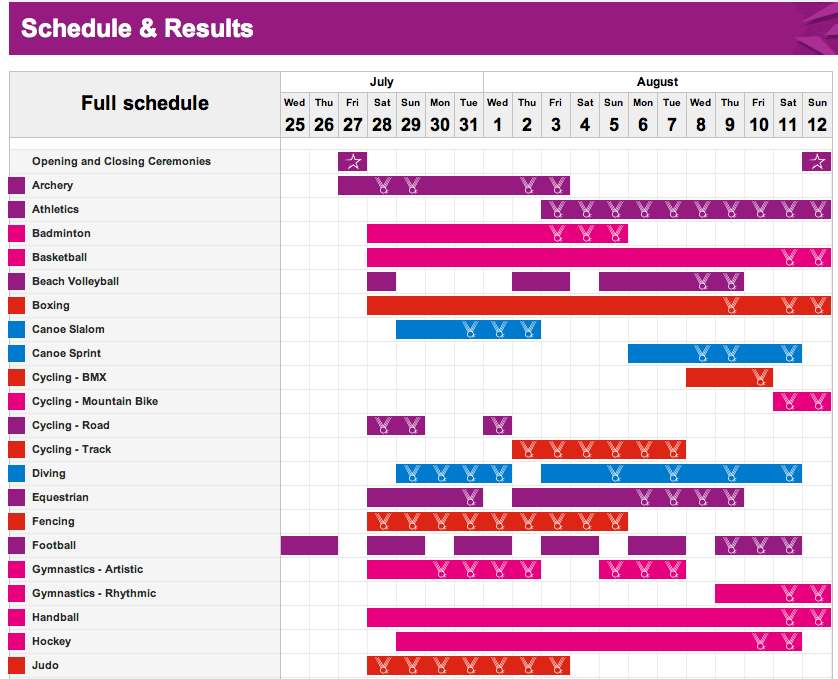 Schedule & Results
July August
Full schedule
Wed Thu Fri Sat Sun Mon Tue Wed Thu Fri Sat Sun Mon Tue Wed Thu Fri Sat Sun
25 26 27 28 29 30 31 1 2 3 4 5 6 7 8 9 10 11 12
Opening and Closing Ceremonies
Archery
Athletics
Badminton
Basketball
Beach Volleyball
Boxing
Canoe Slalom
Canoe Sprint
Cycling - BMX
Cycling - Mountain Bike
Cycling - Road
Cycling - Track
Diving
Equestrian
Fencing
Football
Gymnastics - Artistic
Gymnastics - Rhythmic
Handball
Hockey
Judo